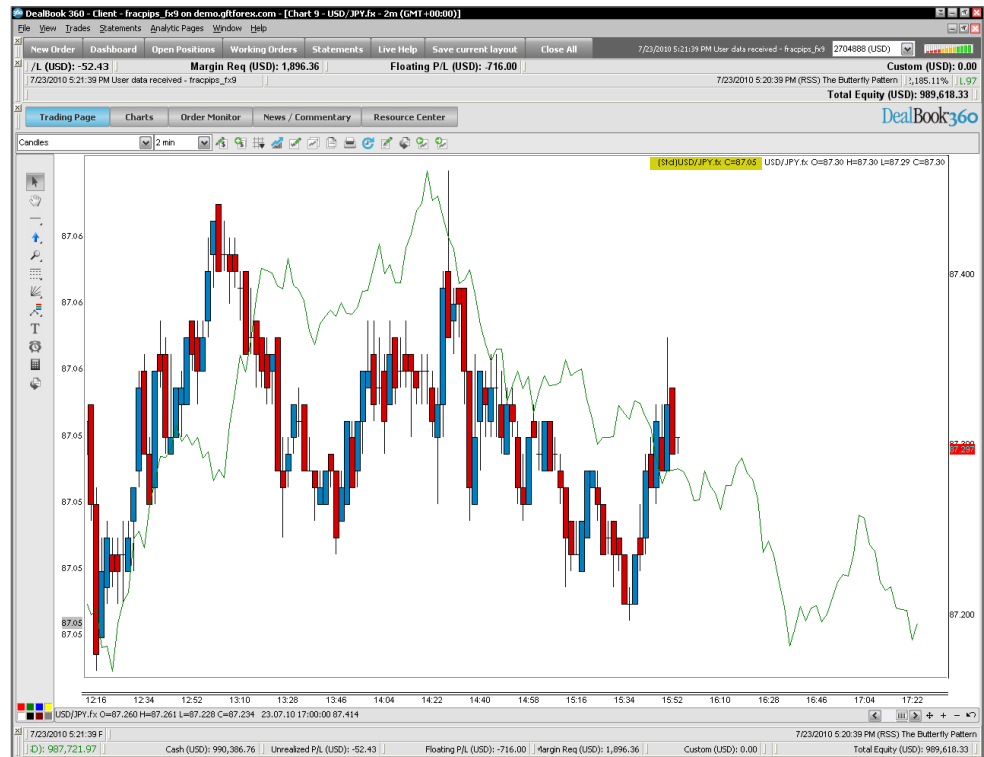 DealBook 360 - Client - fracpips_fx9 on demo.gftforex.com - [Chart 9 - USD/JPY.fx - 2m (GMT +00:00)]
File View Trades Statements Analytic Pages Window Help
New Order Dashboard Open Positions Working Orders Statements Live Help Save current layout Close All 7/23/2010 5:21:39 PM User data received - fracpips_fx9 2704888 (USD)
/L (USD): -52.43 Margin Req (USD): 1,896.36 Floating P/L (USD): -716.00 Custom (USD): 0.00
7/23/2010 5:21:39 PM User data received - fracpips_fx9 7/23/2010 5:20:39 PM (RSS) The Butterfly Pattern 2,185.11% 1.97
Total Equity (USD): 989,618.33
Trading Page Charts Order Monitor News / Commentary Resource Center DealBook 360
Candles 2 min
(Std)USD/JPY.fx C=87.05 USD/JPY.fx O=87.30 H=87.30 L=87.29 C=87.30
87.06
87.400
87.06
87.06
87.05
87.300
87.297
87.05
87.05
87.05
87.200
87.05
12:16 12:34 12:52 13:10 13:28 13:46 14:04 14:22 14:40 14:58 15:16 15:34 15:52 16:10 16:28 16:46 17:04 17:22
USD/JPY.fx O=87.260 H=87.261 L=87.228 C=87.234 23.07.10 17:00:00 87.414
7/23/2010 5:21:39 F 7/23/2010 5:20:39 PM (RSS) The Butterfly Pattern
D): 987,721.97 Cash (USD): 990,386.76 Unrealized P/L (USD): -52.43 Floating P/L (USD): -716.00 Margin Req (USD): 1,896.36 Custom (USD): 0.00 Total Equity (USD): 989,618.33